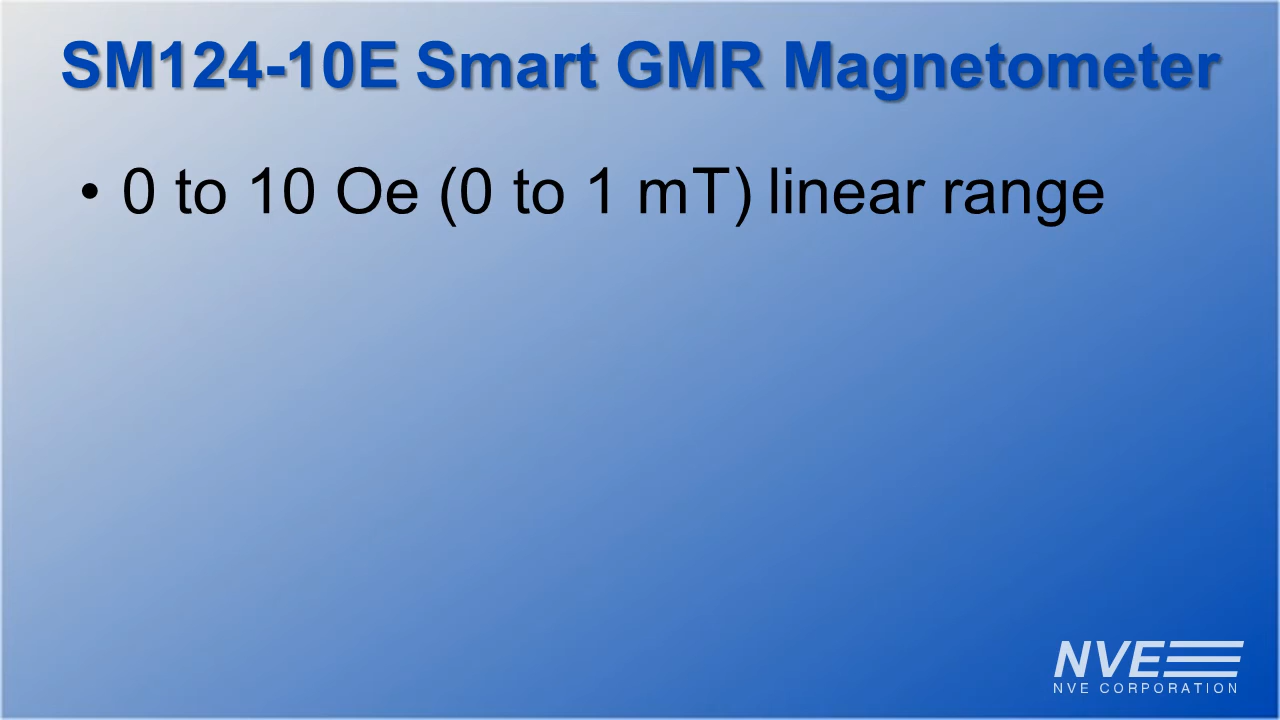 SM124-10E Smart GMR Magnetometer
• 0 to 10 Oe (0 to 1 mT) linear range
NVE
NVE CORPORATION